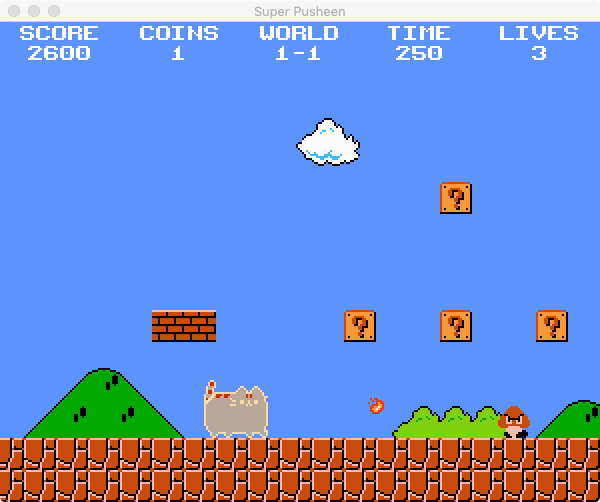 Super Pusheen
SCORE COINS WORLD TIME LIVES
2600 1 1-1 250 3
?
? ? ?